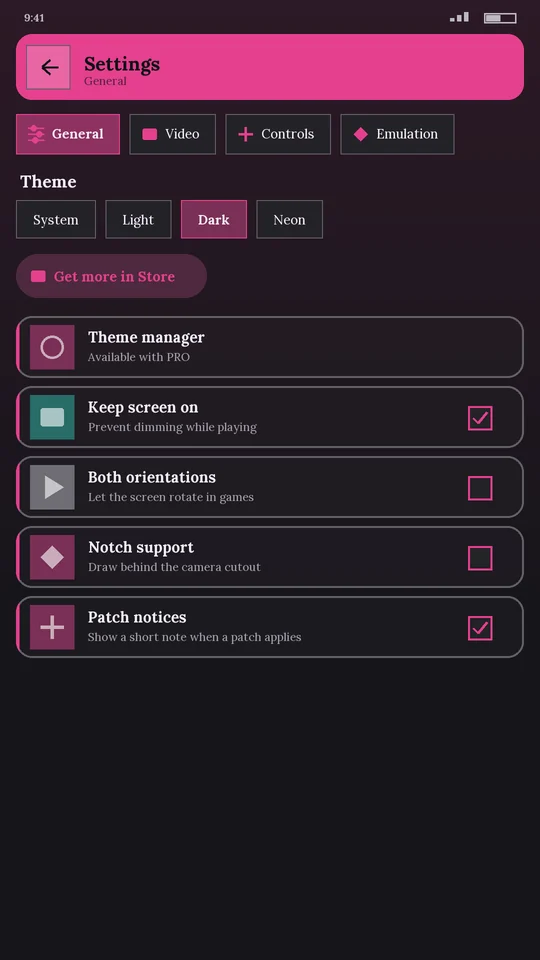 9:41
Settings
General
General
Video
Controls
Emulation
Theme
System
Light
Dark
Neon
Get more in Store
Theme manager
Available with PRO
Keep screen on
Prevent dimming while playing
Both orientations
Let the screen rotate in games
Notch support
Draw behind the camera cutout
Patch notices
Show a short note when a patch applies